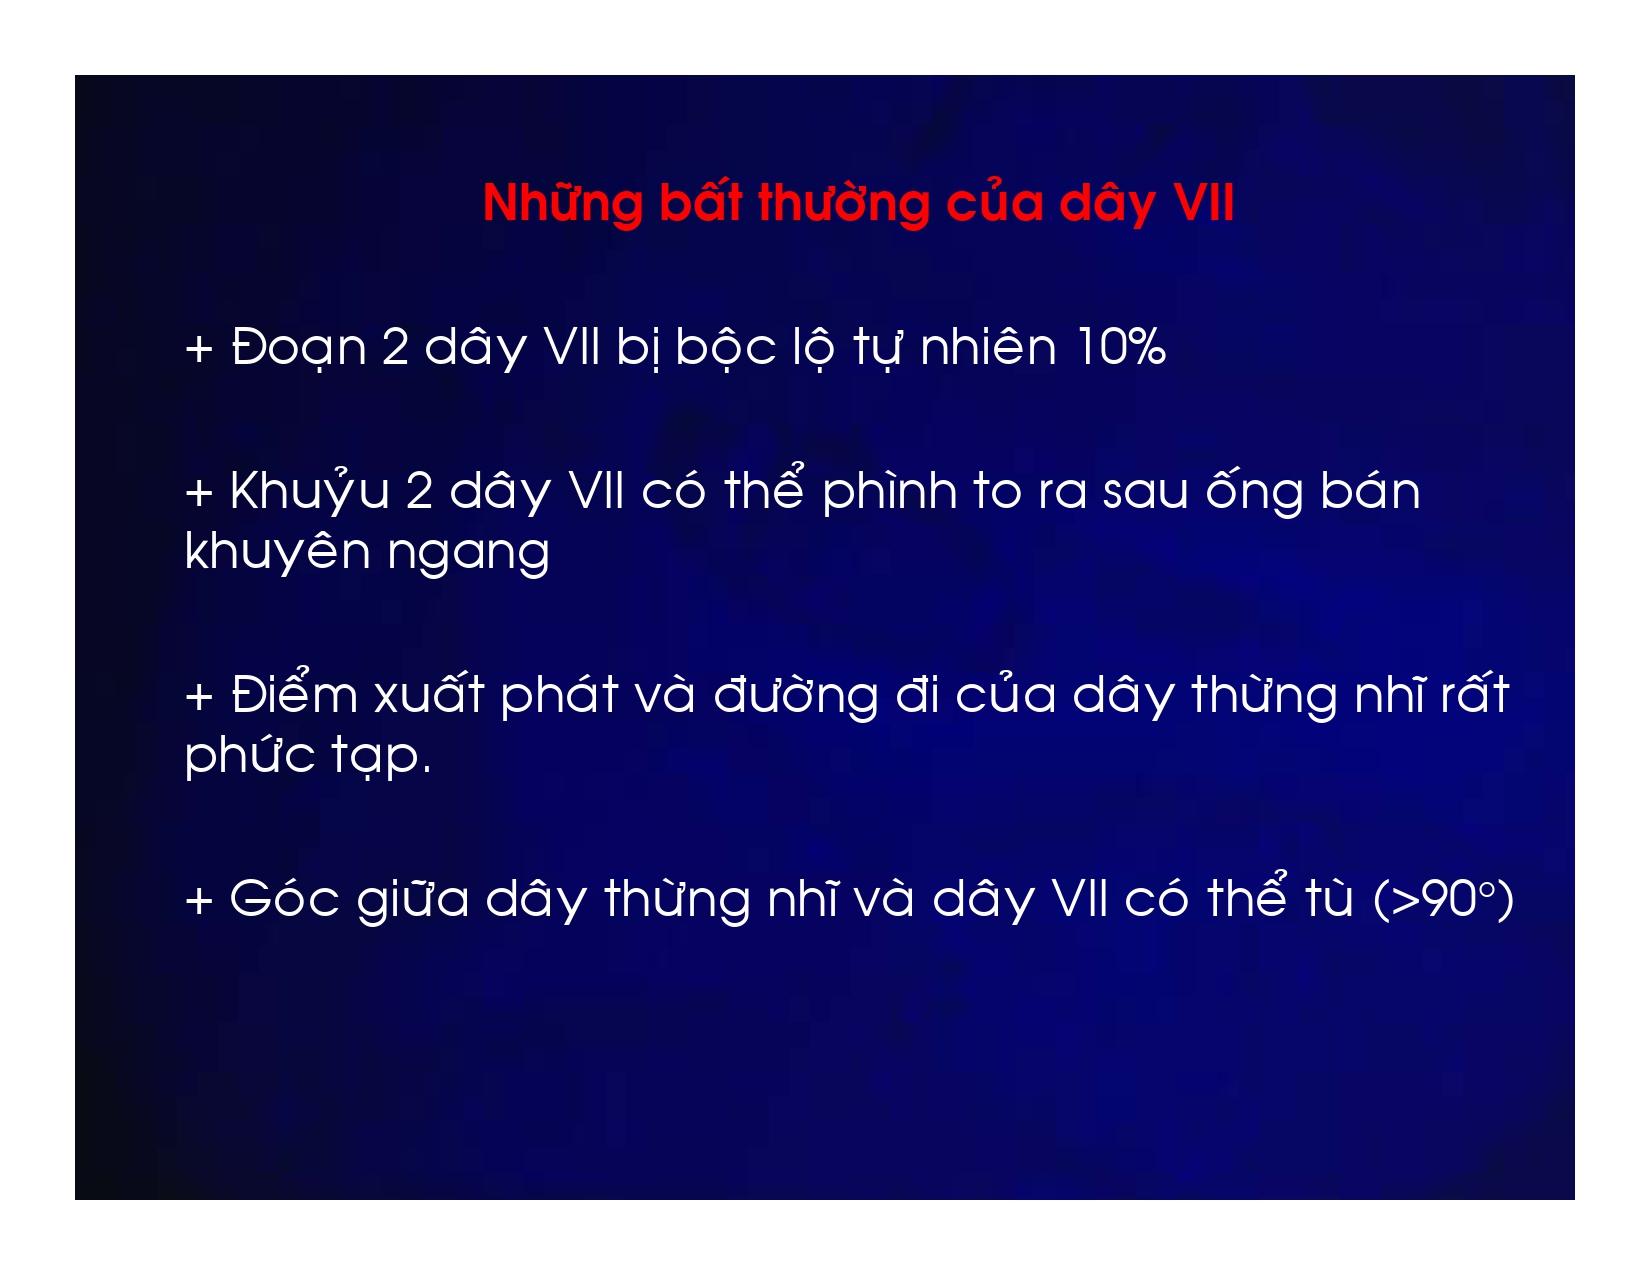 Những bất thường của dây VII
+ Đoạn 2 dây VII bị bộc lộ tự nhiên 10%
+ Khuỷu 2 dây VII có thể phình to ra sau ống bán
khuyên ngang
+ Điểm xuất phát và đường đi của dây thừng nhĩ rất
phức tạp.
+ Góc giữa dây thừng nhĩ và dây VII có thể tù (>90°)